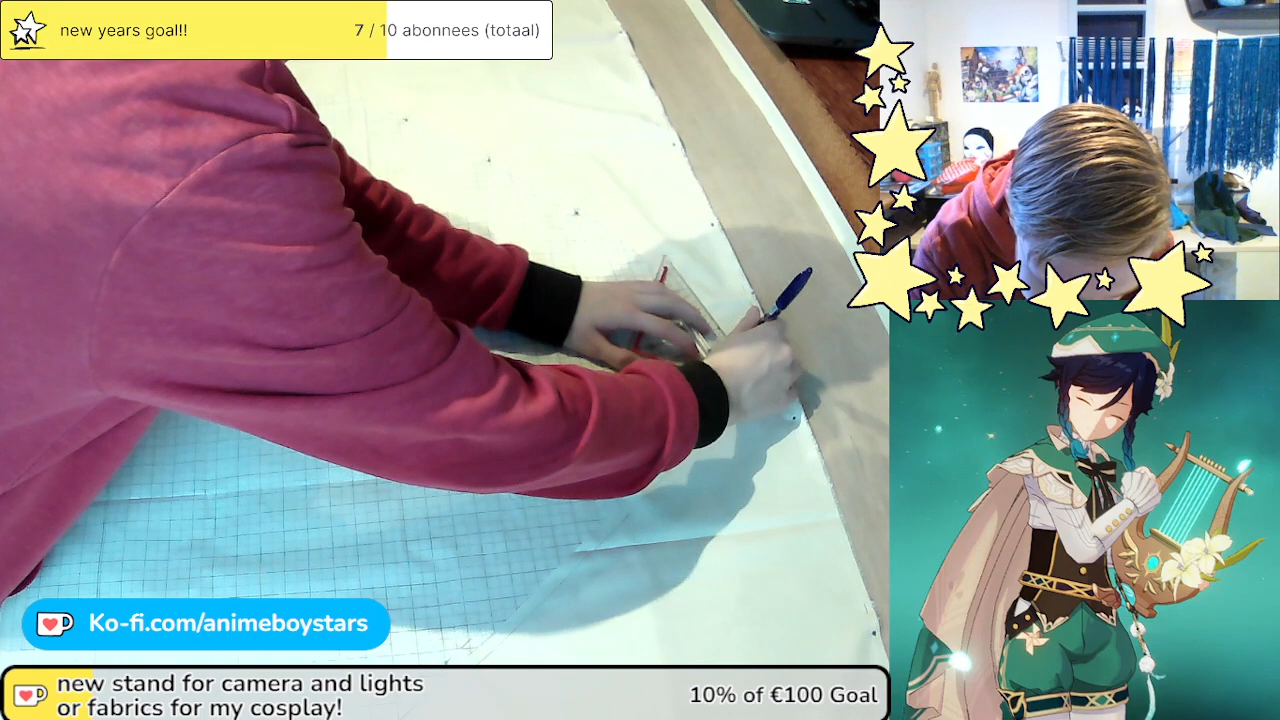 new years goal!!
7 / 10 abonnees (totaal)
Ko-fi.com/animeboystars
new stand for camera and lights
or fabrics for my cosplay!
10% of €100 Goal